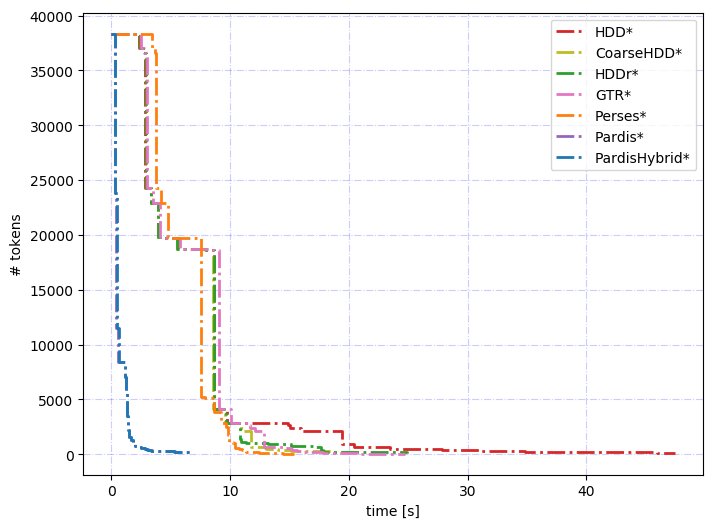 # tokens
40000
35000
30000
25000
20000
15000
10000
5000
0
HDD*
CoarseHDD*
HDDr*
GTR*
Perses*
Pardis*
PardisHybrid*
0 10 20 30 40
time [s]